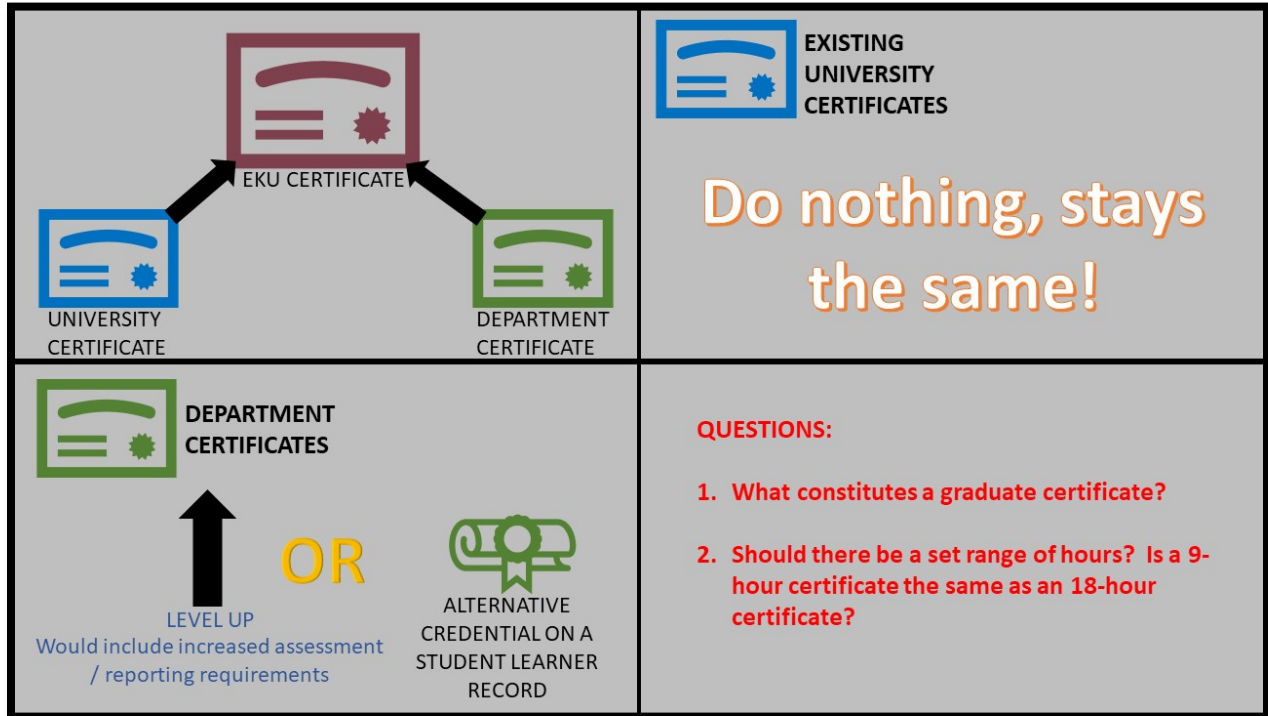 EKU CERTIFICATE
UNIVERSITY
CERTIFICATE
DEPARTMENT
CERTIFICATE
EXISTING
UNIVERSITY
CERTIFICATES
Do nothing, stays
the same!
DEPARTMENT
CERTIFICATES
OR
LEVEL UP
Would include increased assessment
/ reporting requirements
ALTERNATIVE
CREDENTIAL ON A
STUDENT LEARNER
RECORD
QUESTIONS:
1. What constitutes a graduate certificate?
2. Should there be a set range of hours? Is a 9-
hour certificate the same as an 18-hour
certificate?